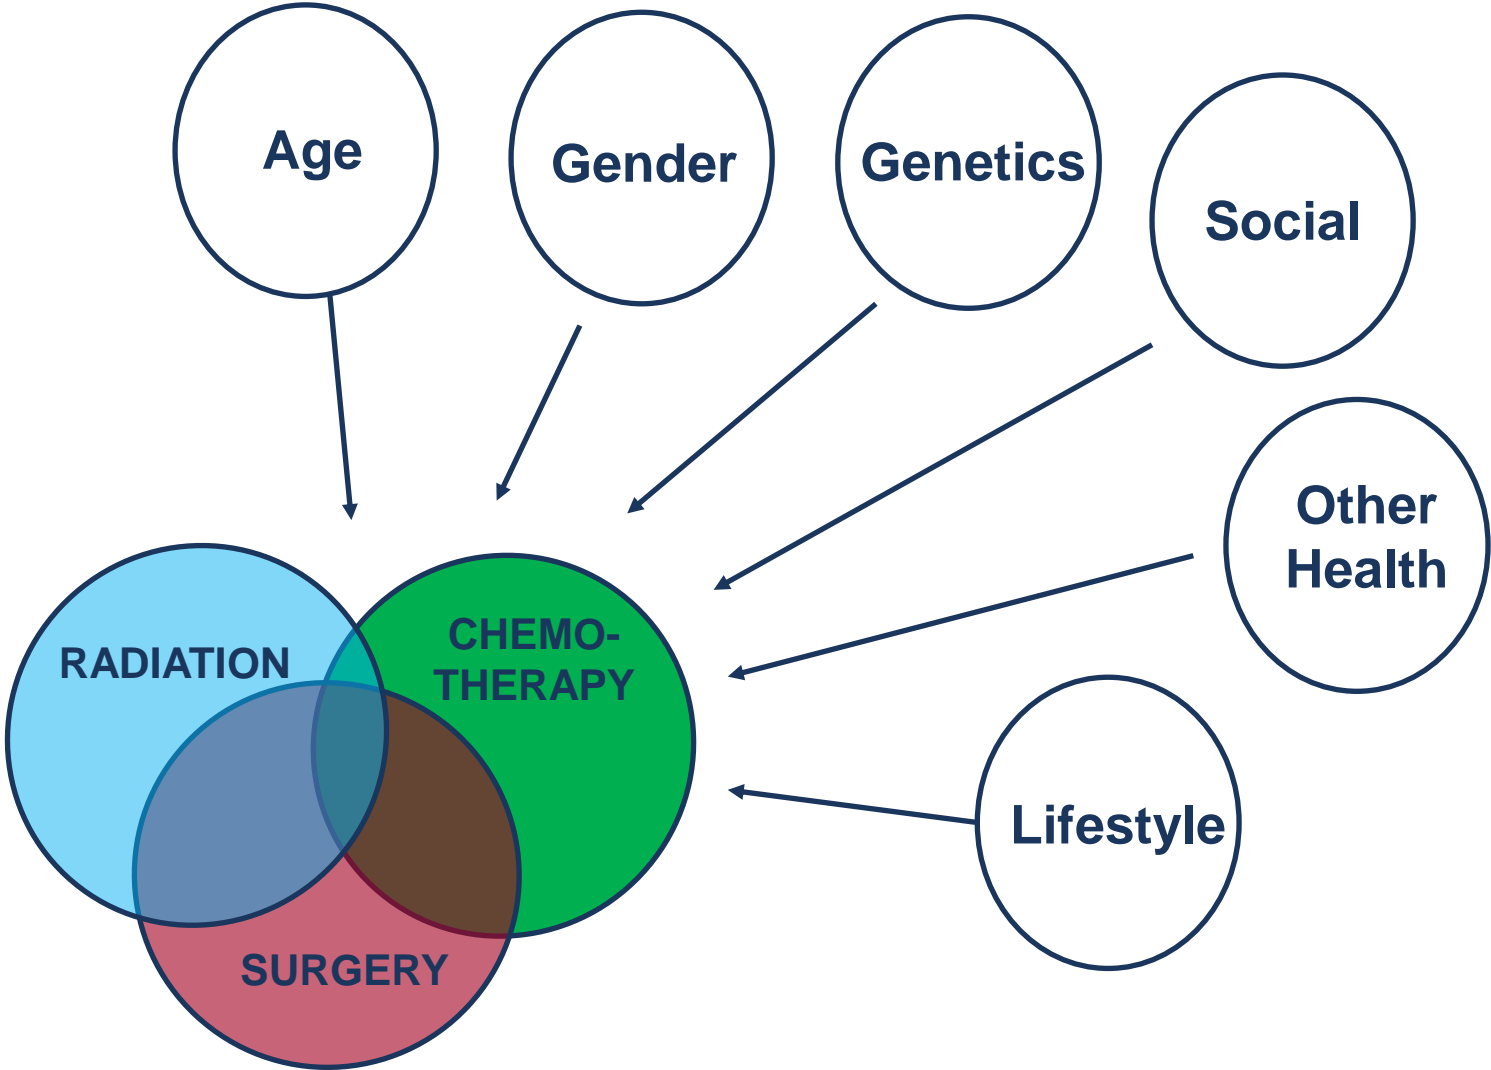 Age
Gender
Genetics
Social
Other
Health
Lifestyle
RADIATION
CHEMO-
THERAPY
SURGERY